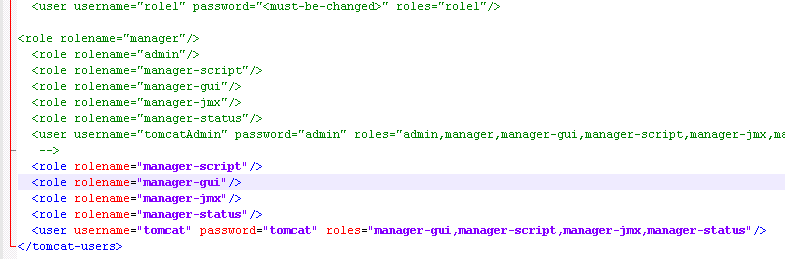 <user username="role1" password="<must-be-changed>" roles="role1"/>
<role rolename="manager"/>
<role rolename="admin"/>
<role rolename="manager-script"/>
<role rolename="manager-gui"/>
<role rolename="manager-jmx"/>
<role rolename="manager-status"/>
<user username="tomcatAdmin" password="admin" roles="admin,manager,manager-gui,manager-script,manager-jmx,ma
-->
<role rolename="manager-script"/>
<role rolename="manager-gui"/>
<role rolename="manager-jmx"/>
<role rolename="manager-status"/>
<user username="tomcat" password="tomcat" roles="manager-gui,manager-script,manager-jmx,manager-status"/>
</tomcat-users>